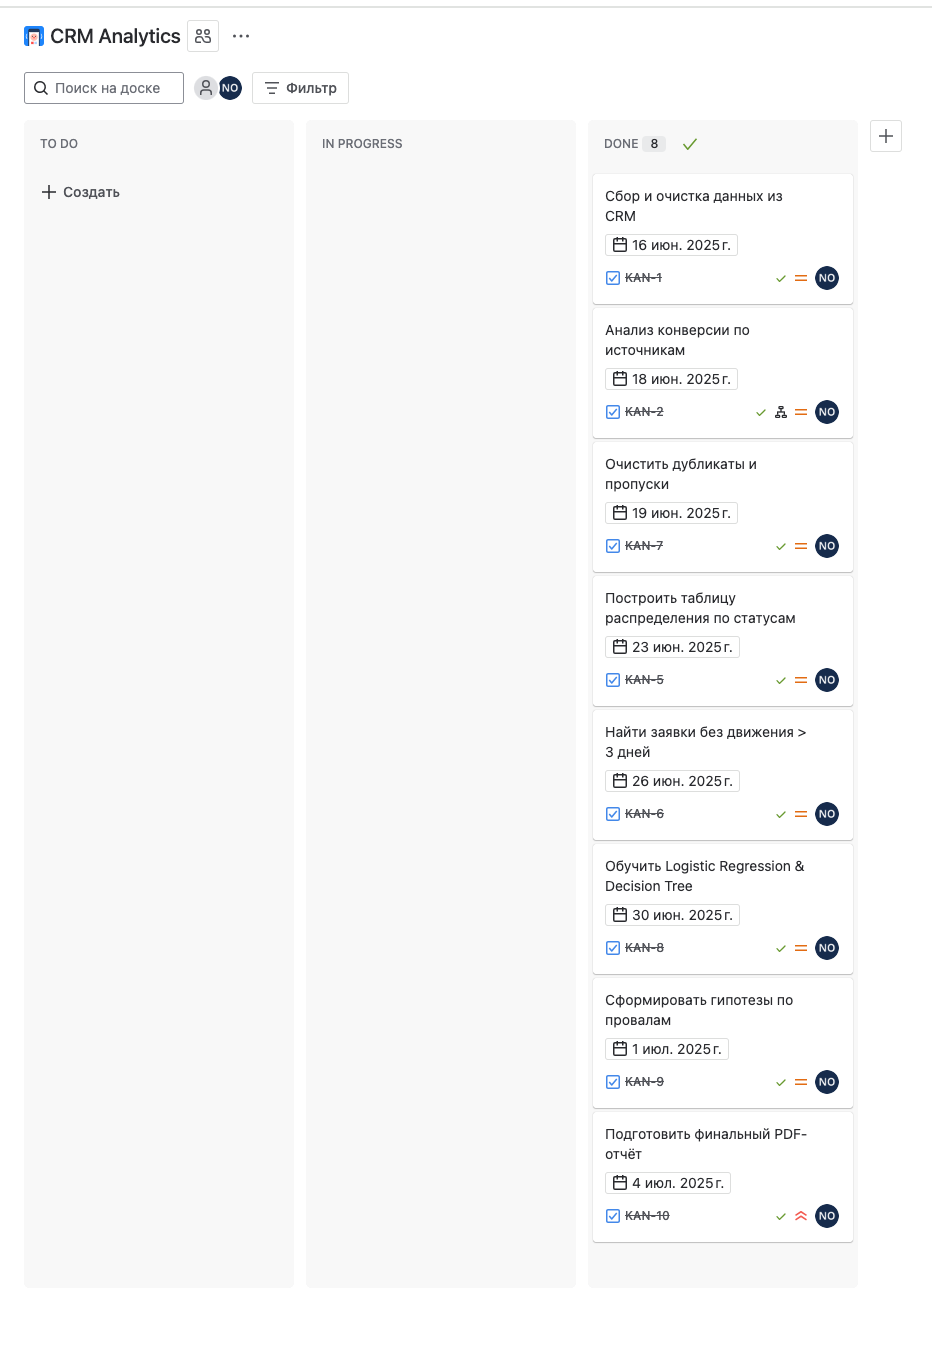 CRM Analytics
Поиск на доске
NO
Фильтр
TO DO
Создать
IN PROGRESS
DONE 8
Сбор и очистка данных из
CRM
16 июн. 2025 г.
KAN-1
NO
Анализ конверсии по
источникам
18 июн. 2025 г.
KAN-2
NO
Очистить дубликаты и
пропуски
19 июн. 2025 г.
KAN-7
NO
Построить таблицу
распределения по статусам
23 июн. 2025 г.
KAN-5
NO
Найти заявки без движения >
3 дней
26 июн. 2025 г.
KAN-6
NO
Обучить Logistic Regression &
Decision Tree
30 июн. 2025 г.
KAN-8
NO
Сформировать гипотезы по
провалам
1 июл. 2025 г.
KAN-9
NO
Подготовить финальный PDF-
отчёт
4 июл. 2025 г.
KAN-10
NO